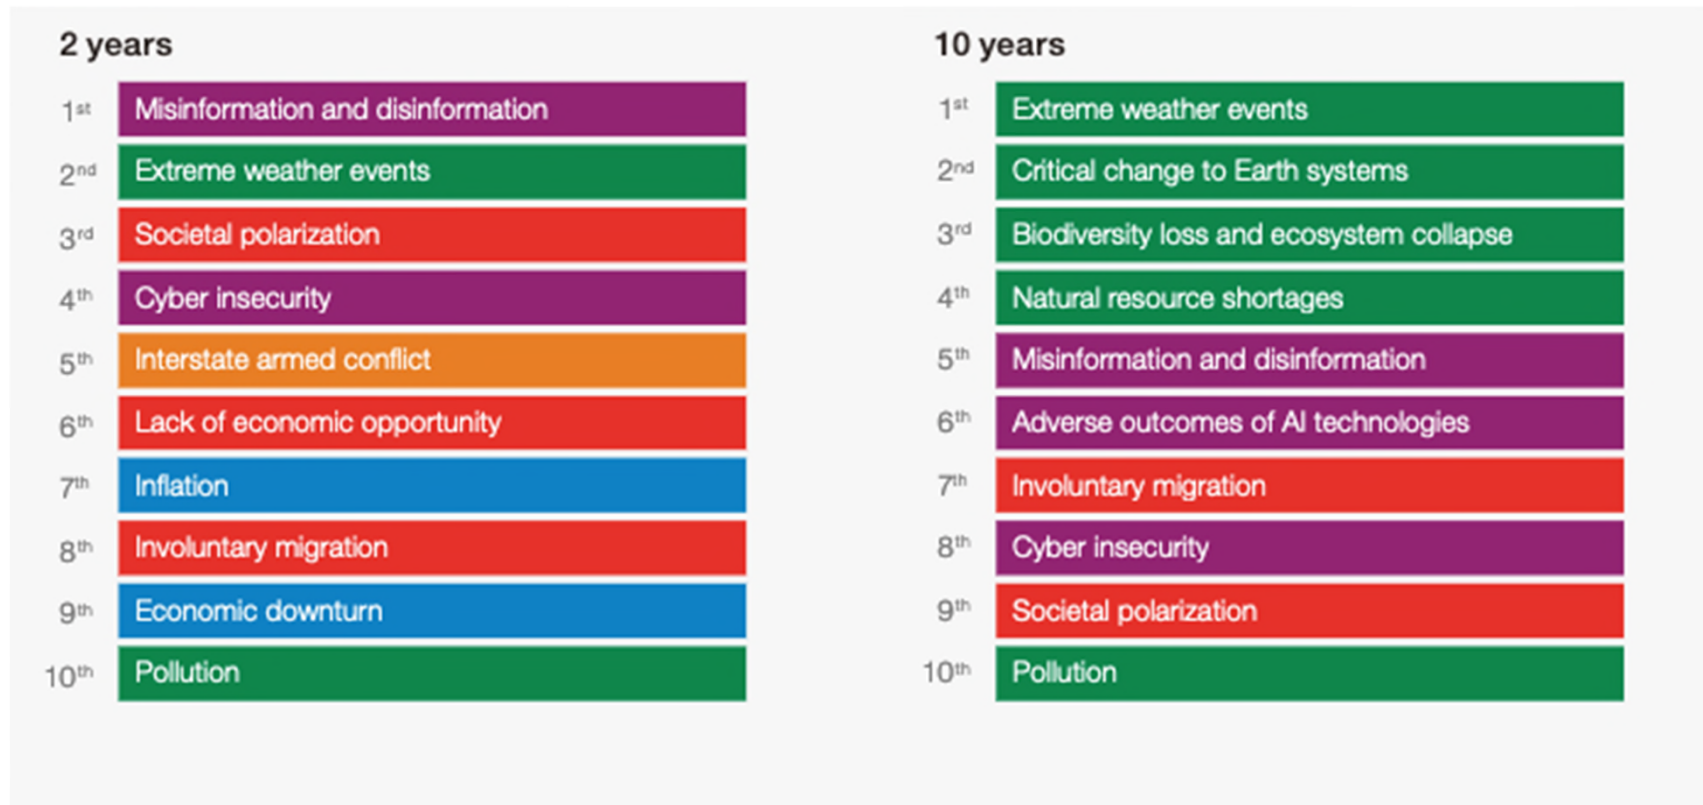 2 years
1st Misinformation and disinformation
2nd Extreme weather events
3rd Societal polarization
4th Cyber insecurity
5th Interstate armed conflict
6th Lack of economic opportunity
7th Inflation
8th Involuntary migration
9th Economic downturn
10th Pollution
10 years
1st Extreme weather events
2nd Critical change to Earth systems
3rd Biodiversity loss and ecosystem collapse
4th Natural resource shortages
5th Misinformation and disinformation
6th Adverse outcomes of AI technologies
7th Involuntary migration
8th Cyber insecurity
9th Societal polarization
10th Pollution